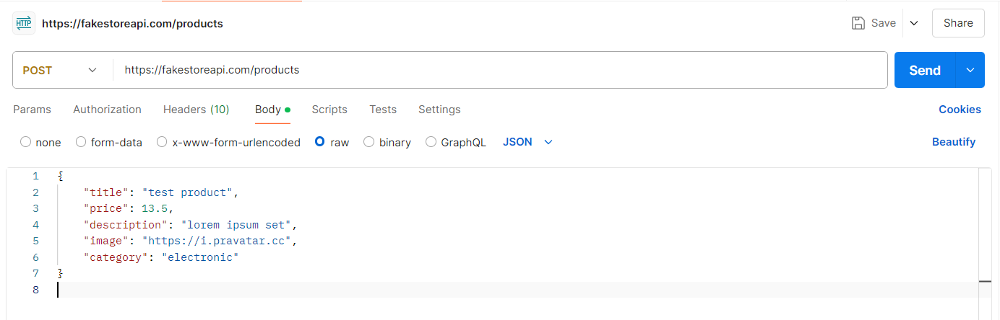 HTTP https://fakestoreapi.com/products Save Share
POST https://fakestoreapi.com/products Send
Params Authorization Headers (10) Body Scripts Tests Settings Cookies
none form-data x-www-form-urlencoded raw binary GraphQL JSON Beautify
1 {
2 "title": "test product",
3 "price": 13.5,
4 "description": "lorem ipsum set",
5 "image": "https://i.pravatar.cc",
6 "category": "electronic"
7 }
8